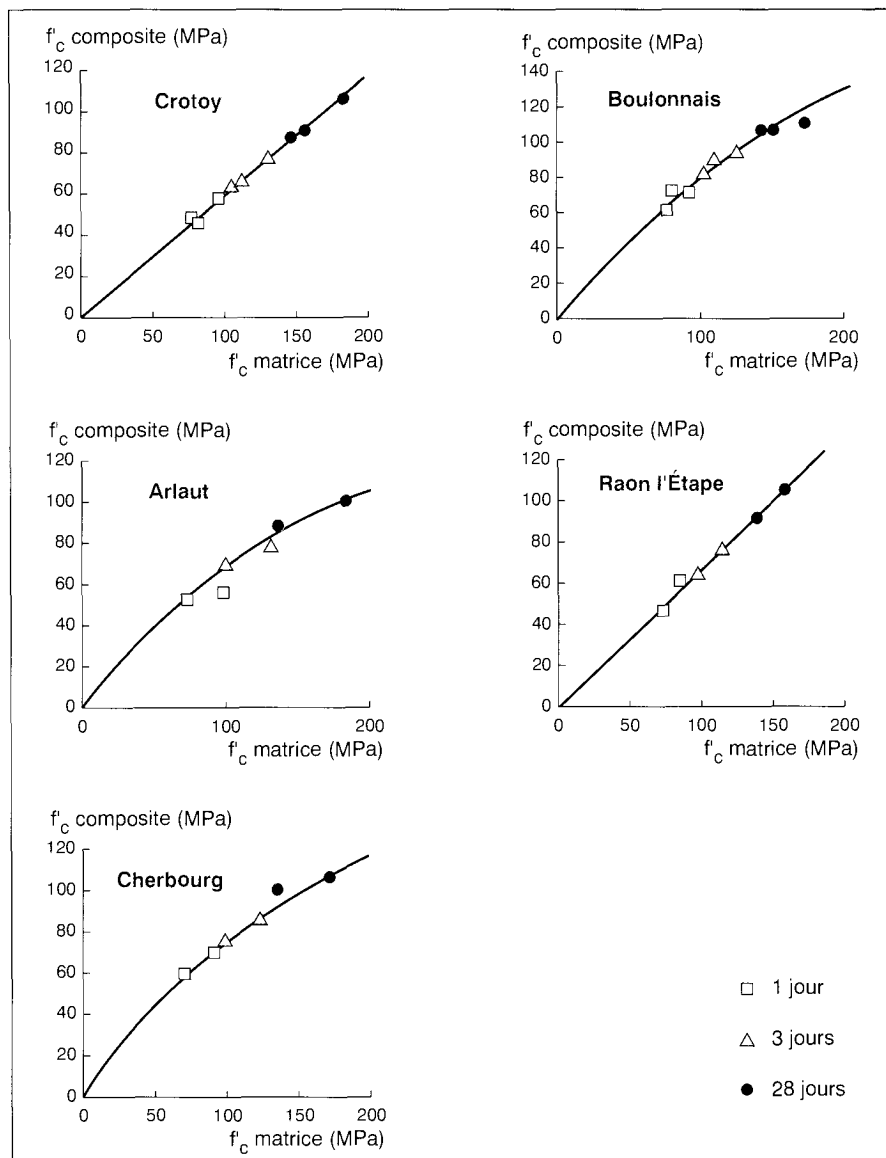 f'c composite (MPa)
120
100
80
60
40
20
0
Crotoy
0 50 100 150 200
f'c matrice (MPa)
f'c composite (MPa)
140
120
100
80
60
40
20
0
Boulonnais
0 100 200
f'c matrice (MPa)
f'c composite (MPa)
120
100
80
60
40
20
0
Arlaut
0 100 200
f'c matrice (MPa)
f'c composite (MPa)
120
100
80
60
40
20
0
Raon l'Étape
0 50 100 150 200
f'c matrice (MPa)
f'c composite (MPa)
120
100
80
60
40
20
0
Cherbourg
0 50 100 150 200
f'c matrice (MPa)
1 jour
3 jours
28 jours